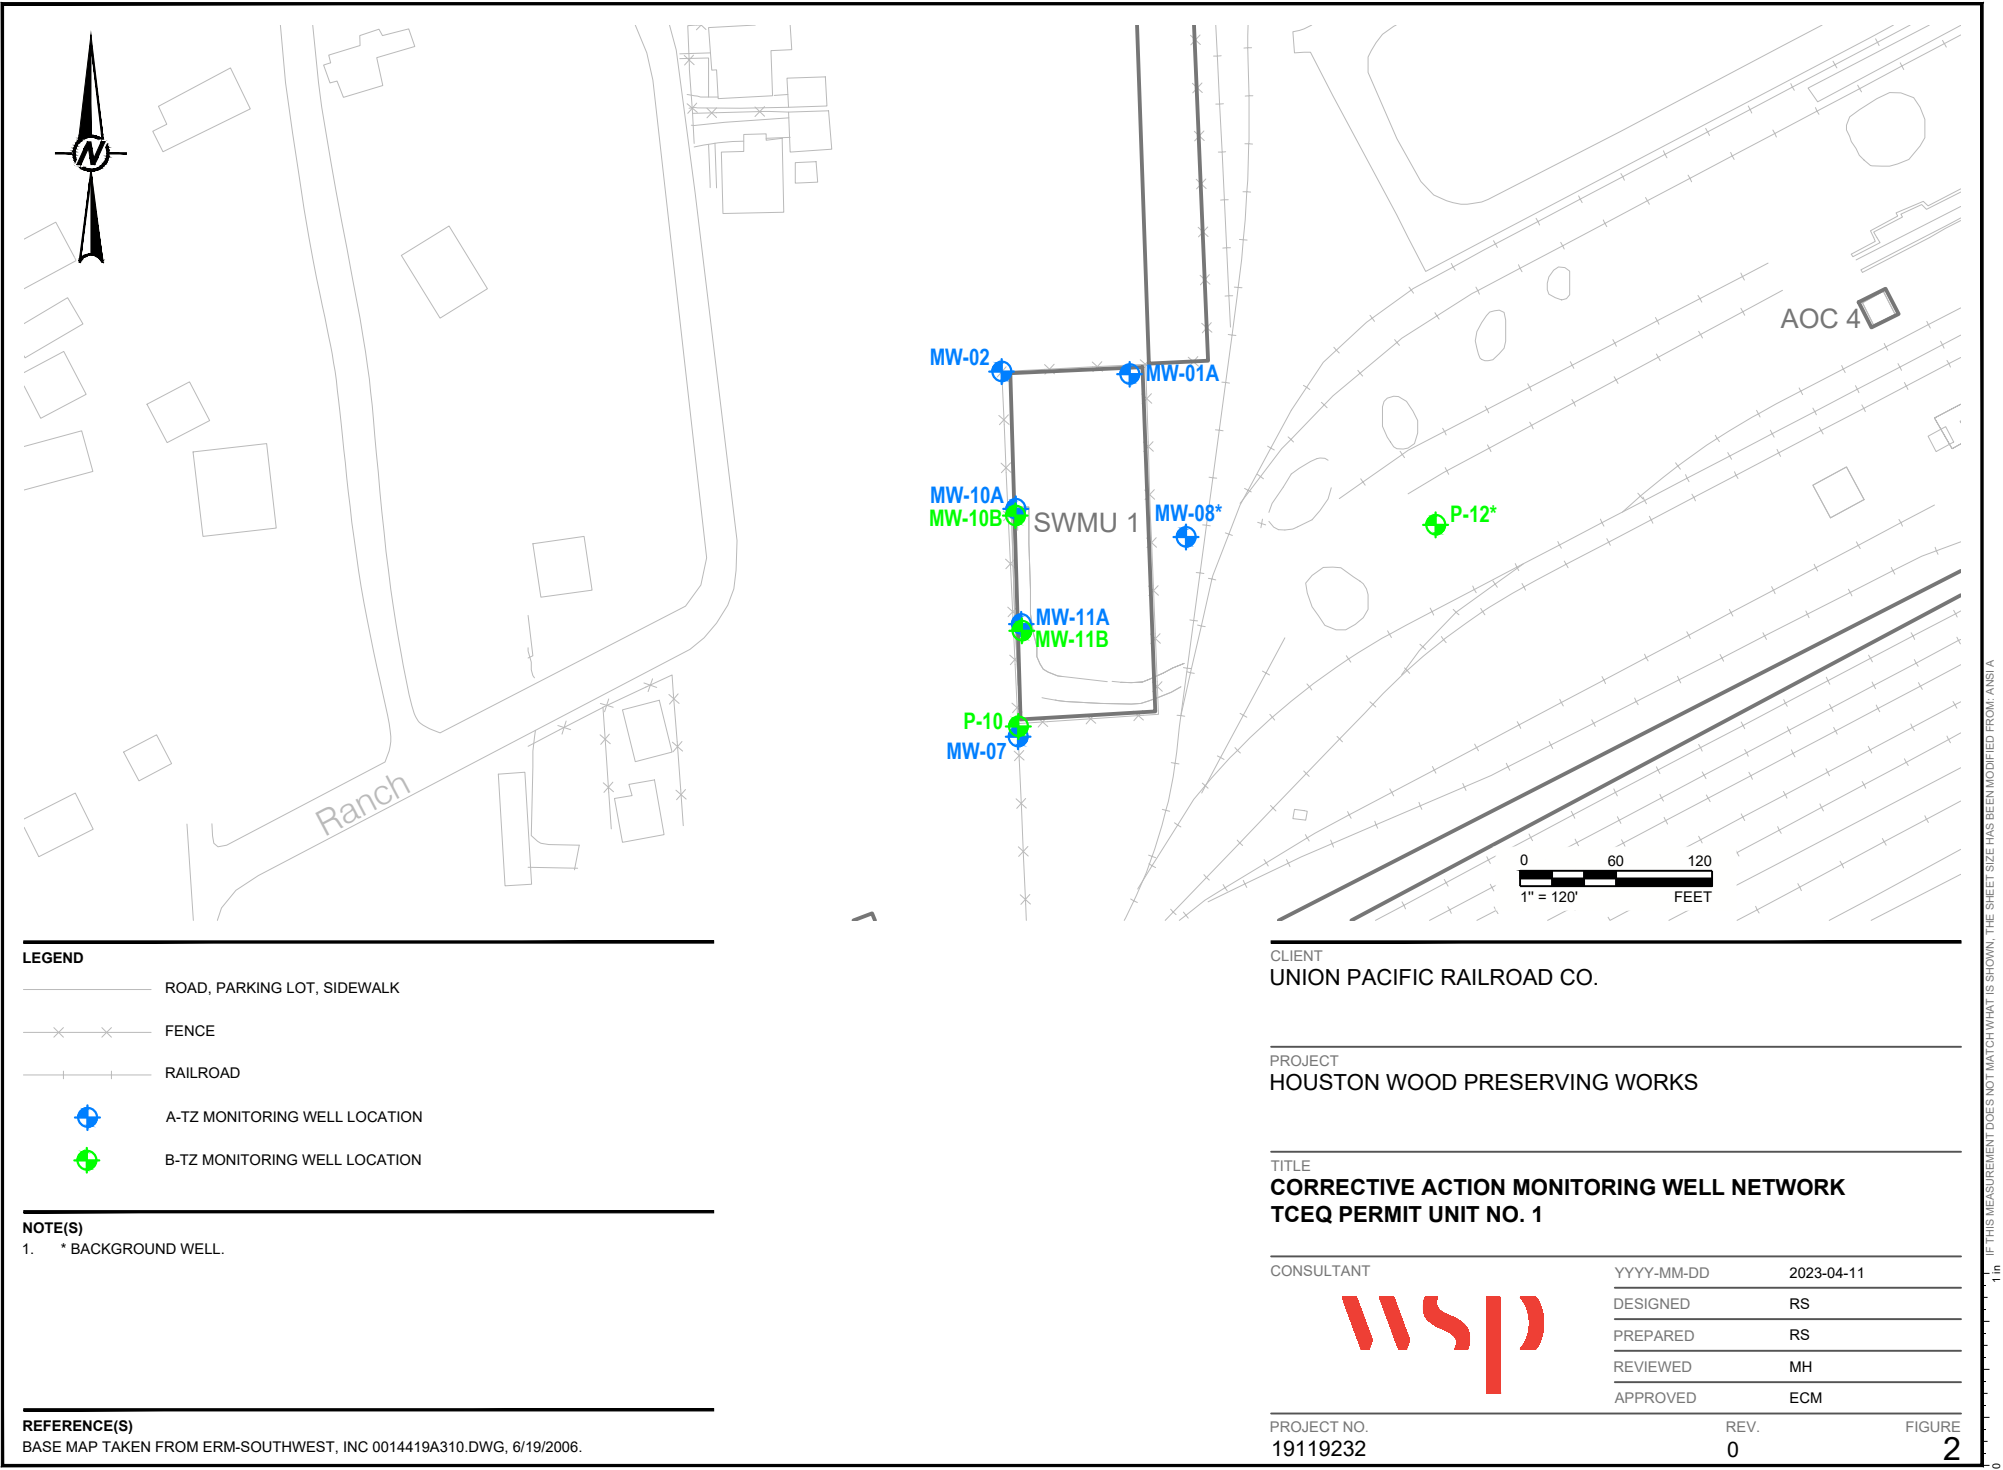 N
AOC 4
MW-02
MW-01A
MW-10A
MW-10B
SWMU 1
MW-08*
P-12*
MW-11A
MW-11B
P-10
MW-07
Ranch
0 60 120
1" = 120' FEET
LEGEND
ROAD, PARKING LOT, SIDEWALK
FENCE
RAILROAD
A-TZ MONITORING WELL LOCATION
B-TZ MONITORING WELL LOCATION
NOTE(S)
1. * BACKGROUND WELL.
REFERENCE(S)
BASE MAP TAKEN FROM ERM-SOUTHWEST, INC 0014419A310.DWG, 6/19/2006.
CLIENT
UNION PACIFIC RAILROAD CO.
PROJECT
HOUSTON WOOD PRESERVING WORKS
TITLE
CORRECTIVE ACTION MONITORING WELL NETWORK
TCEQ PERMIT UNIT NO. 1
CONSULTANT
wsp
YYYY-MM-DD 2023-04-11
DESIGNED RS
PREPARED RS
REVIEWED MH
APPROVED ECM
PROJECT NO. REV. FIGURE
19119232 0 2
IF THIS MEASUREMENT DOES NOT MATCH WHAT IS SHOWN, THE SHEET SIZE HAS BEEN MODIFIED FROM: ANSI A
1 in
0